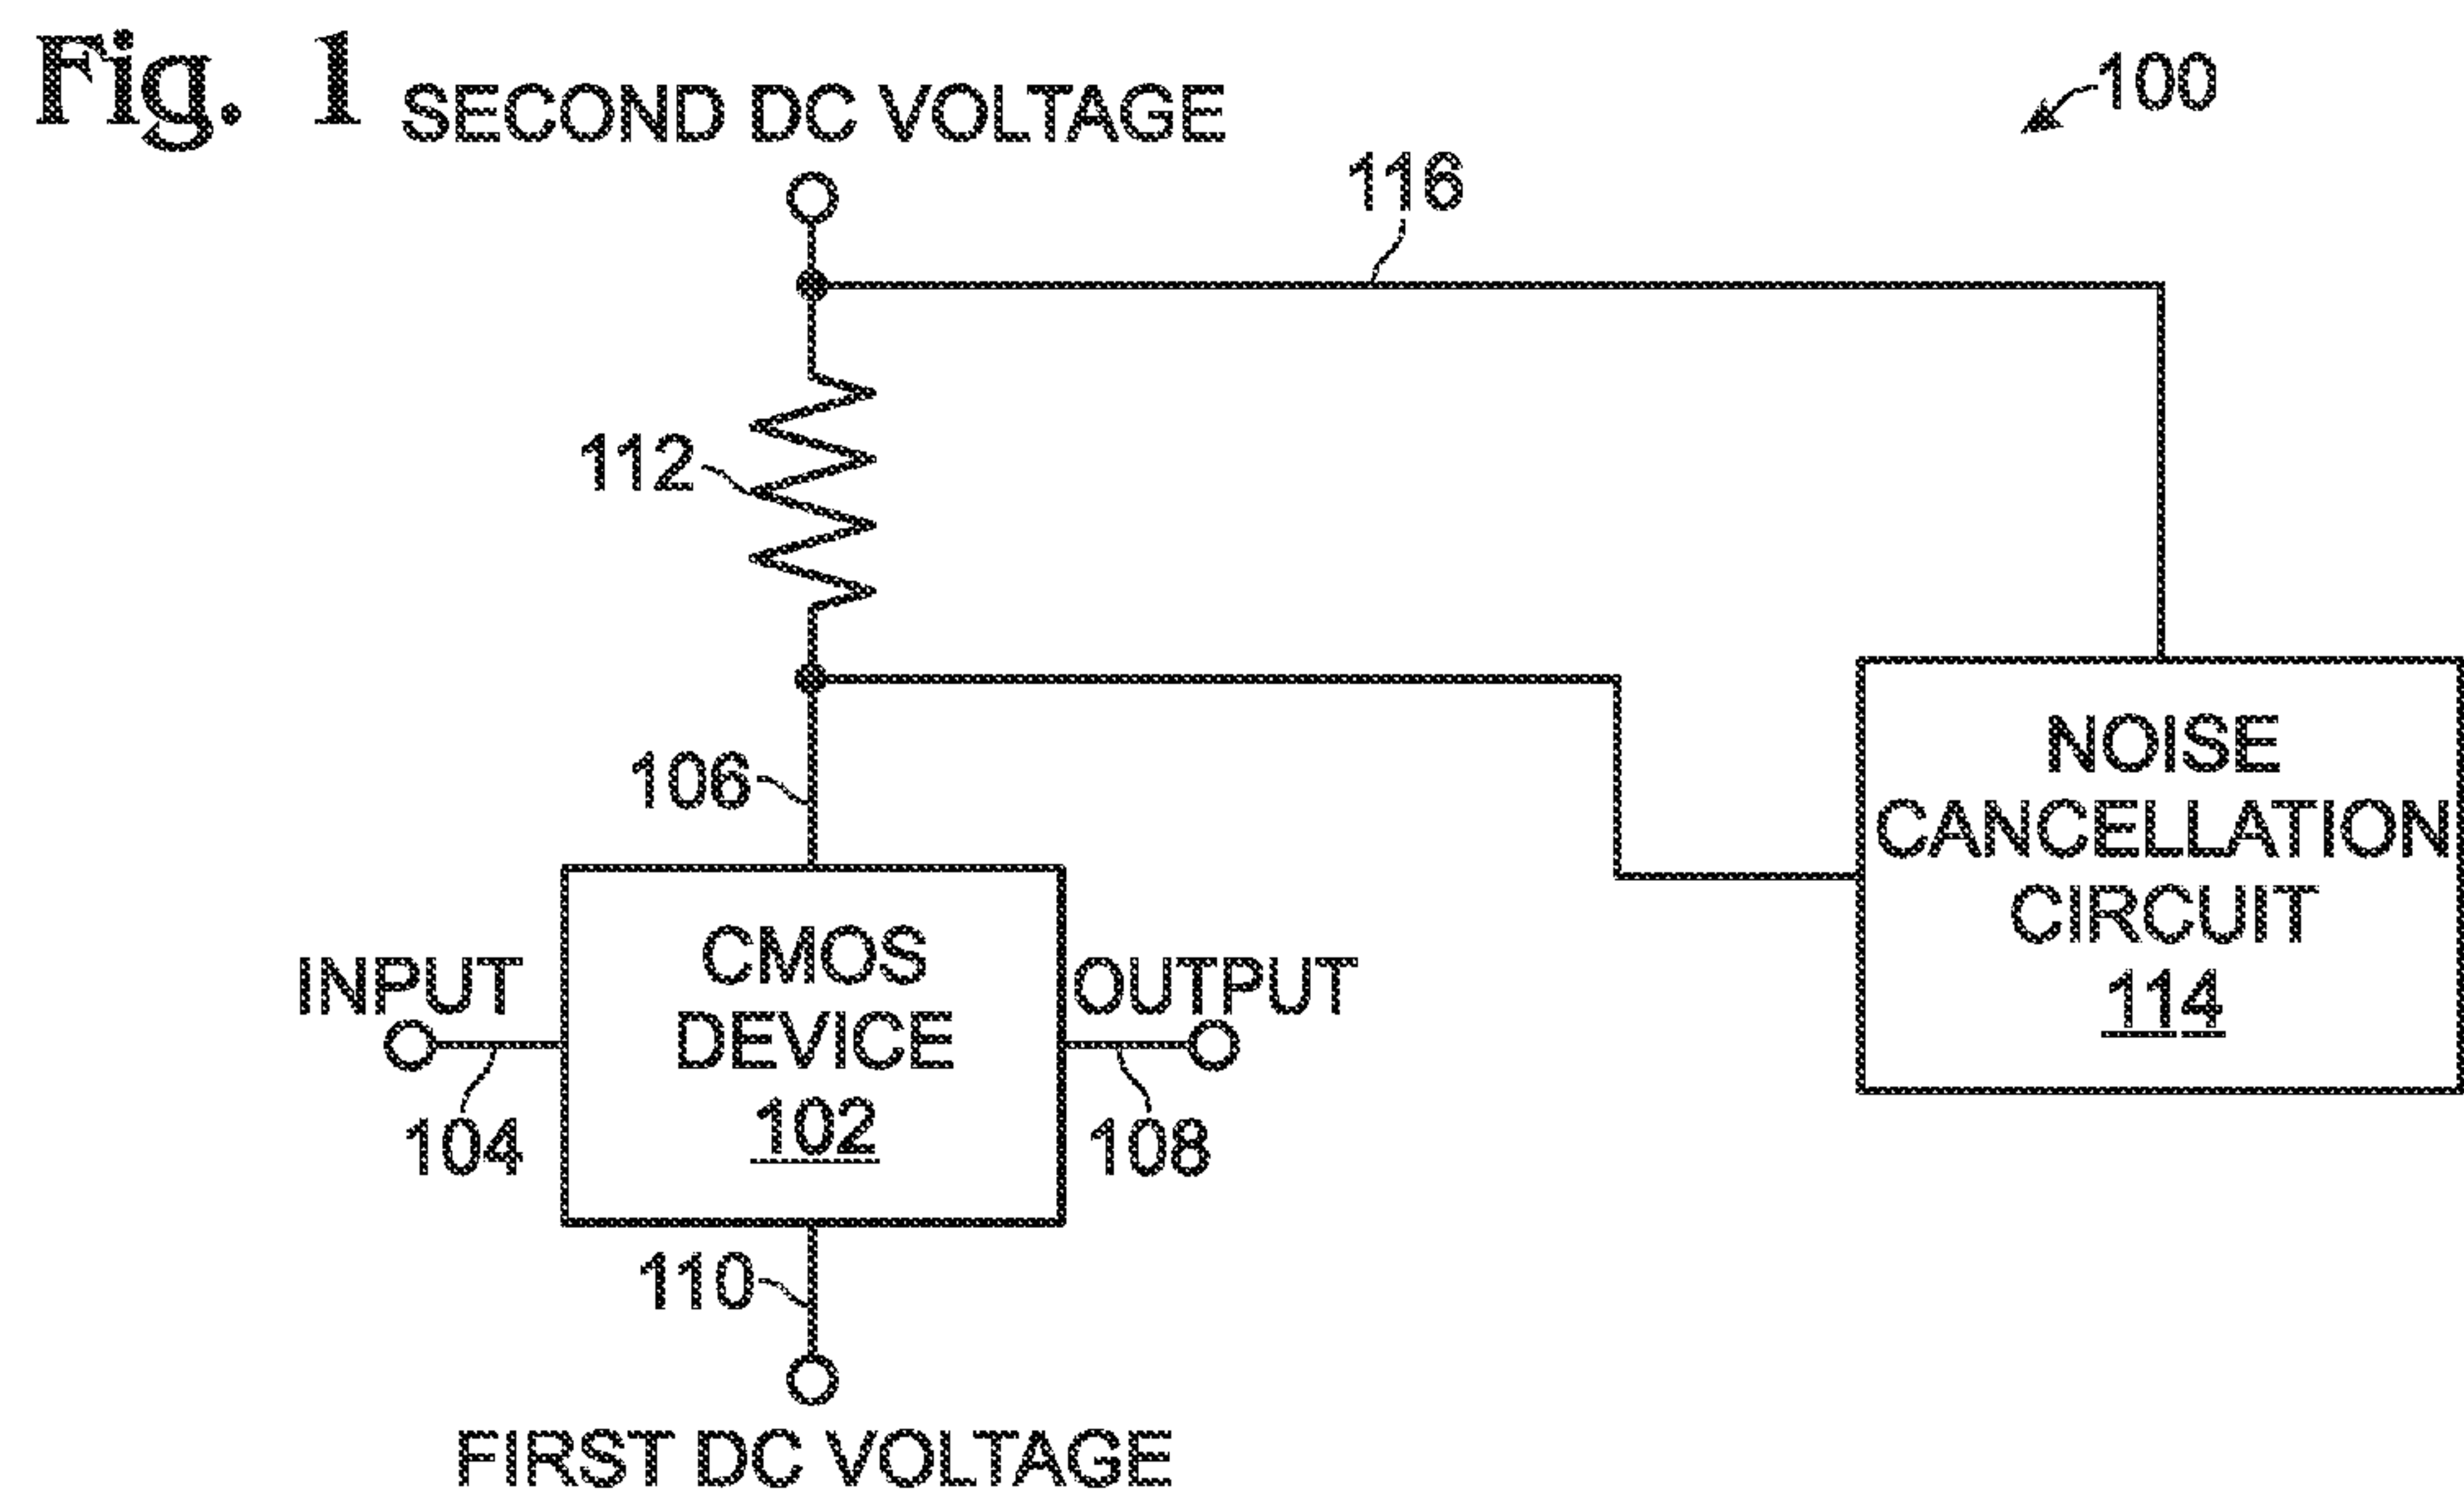 Fig. 1
SECOND DC VOLTAGE
100
116
112
106
NOISE
CANCELLATION
CIRCUIT
114
INPUT
CMOS
DEVICE
102
OUTPUT
104
108
110
FIRST DC VOLTAGE